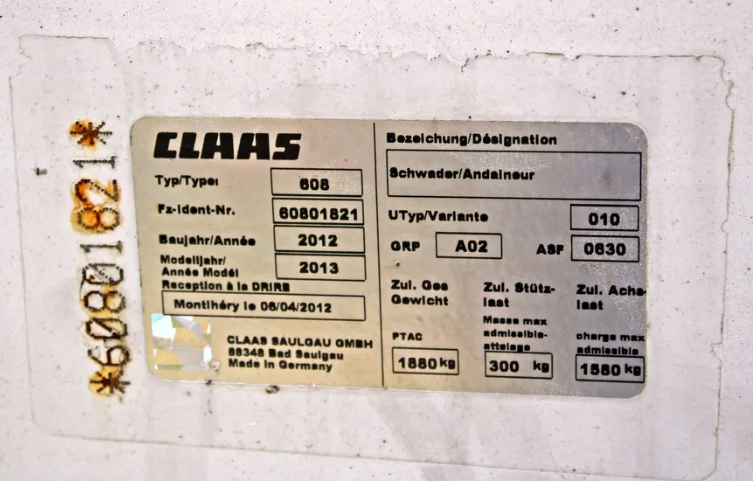 *60801821*
CLAAS
Typ/Type: 608
Fz-Ident-Nr. 60801821
Baujahr/Année 2012
Modelljahr/
Année Modèl 2013
Reception à la DRIRE
Montlhéry le 06/04/2012
CLAAS SAULGAU GMBH
88348 Bad Saulgau
Made in Germany
Bezeichung/Désignation
Schwader/Andaineur
UTyp/Variante 010
GRP A02 ASF 0630
Zul. Ges Gewicht
Zul. Stütz-last
Zul. Achs-last
PTAC
Masse max admissible-attelage
charge max admissible
1880 kg 300 kg 1580 kg